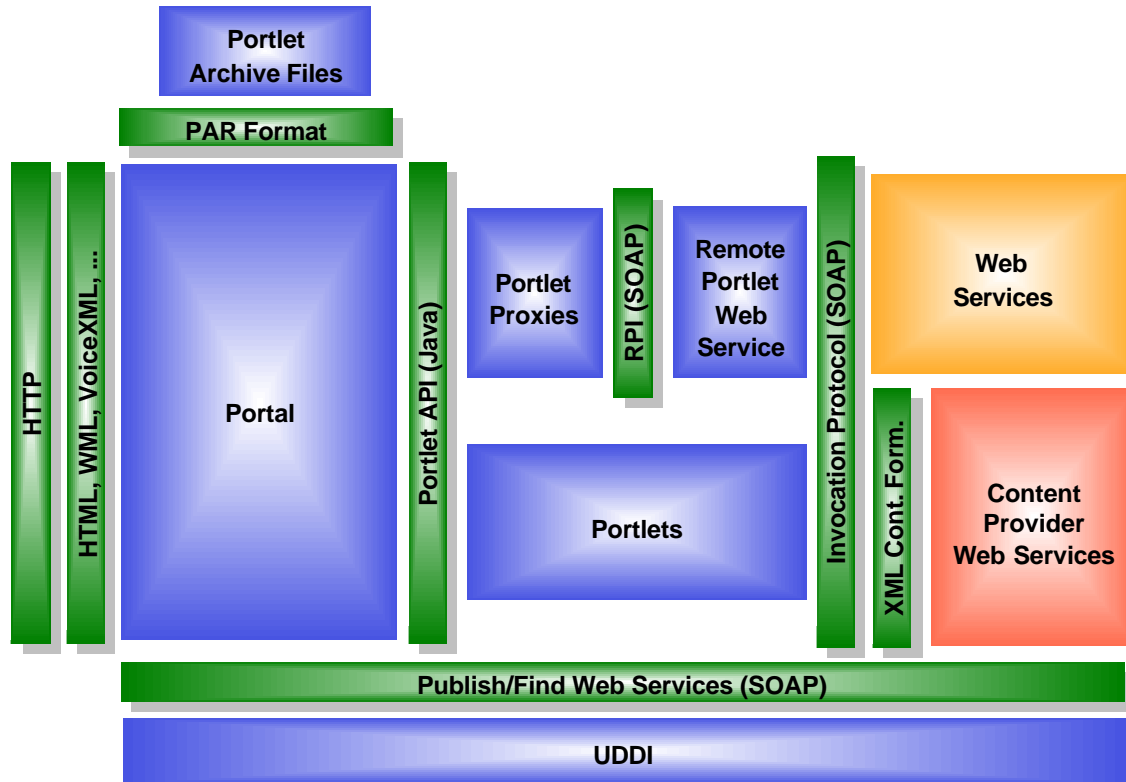 Portlet
Archive Files
PAR Format
HTTP
HTML, WML, VoiceXML, ...
Portal
Portlet API (Java)
Portlet
Proxies
RPI (SOAP)
Remote
Portlet
Web
Service
Portlets
Invocation Protocol (SOAP)
Web
Services
XML Cont. Form.
Content
Provider
Web Services
Publish/Find Web Services (SOAP)
UDDI